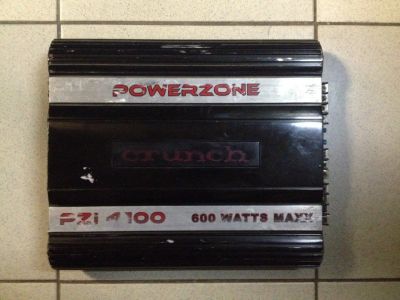 POWERZONE
crunch
PZi 4100
600 WATTS MAXX